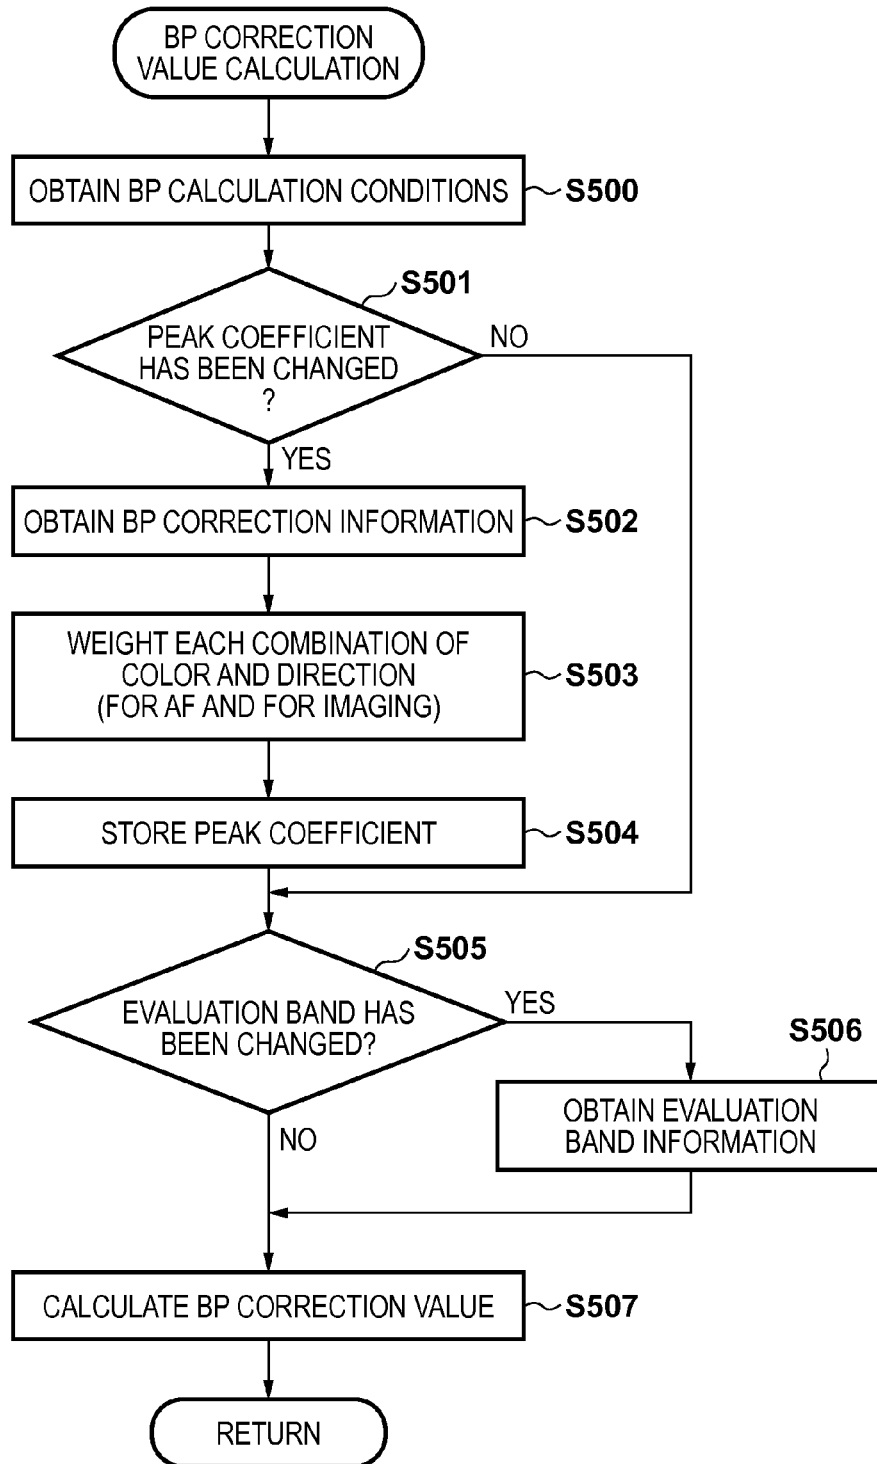 BP CORRECTION
VALUE CALCULATION
OBTAIN BP CALCULATION CONDITIONS
S500
S501
PEAK COEFFICIENT
HAS BEEN CHANGED
?
NO
YES
OBTAIN BP CORRECTION INFORMATION
S502
WEIGHT EACH COMBINATION OF
COLOR AND DIRECTION
(FOR AF AND FOR IMAGING)
S503
STORE PEAK COEFFICIENT
S504
S505
EVALUATION BAND HAS
BEEN CHANGED?
YES
S506
OBTAIN EVALUATION
BAND INFORMATION
NO
CALCULATE BP CORRECTION VALUE
S507
RETURN